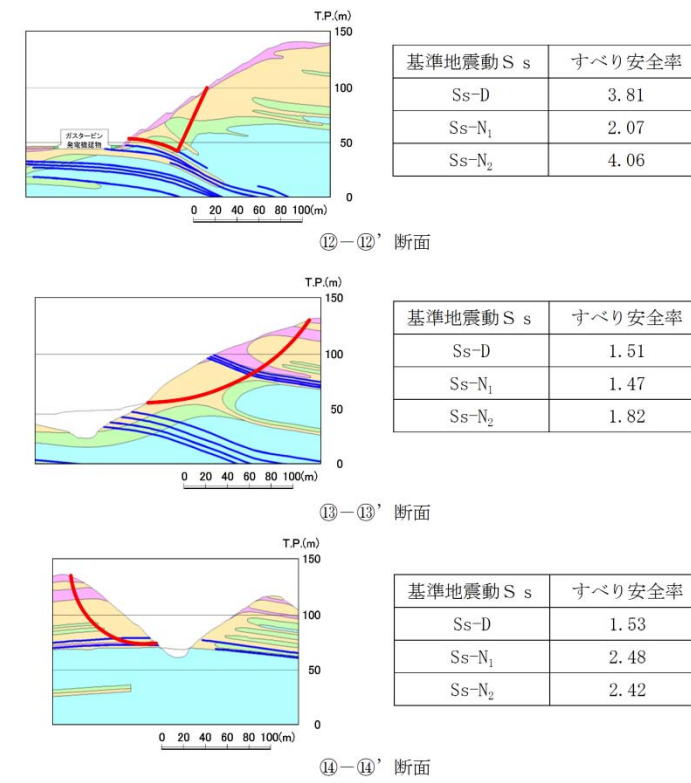 T.P.(m)
150
100
50
0
ガスタービン
発電機建物
0 20 40 60 80 100(m)
基準地震動Ss すべり安全率
Ss-D 3.81
Ss-N₁ 2.07
Ss-N₂ 4.06
⑫-⑫’断面
T.P.(m)
150
100
50
0
0 20 40 60 80 100(m)
基準地震動Ss すべり安全率
Ss-D 1.51
Ss-N₁ 1.47
Ss-N₂ 1.82
⑬-⑬’断面
T.P.(m)
150
100
50
0
0 20 40 60 80 100(m)
基準地震動Ss すべり安全率
Ss-D 1.53
Ss-N₁ 2.48
Ss-N₂ 2.42
⑭-⑭’断面